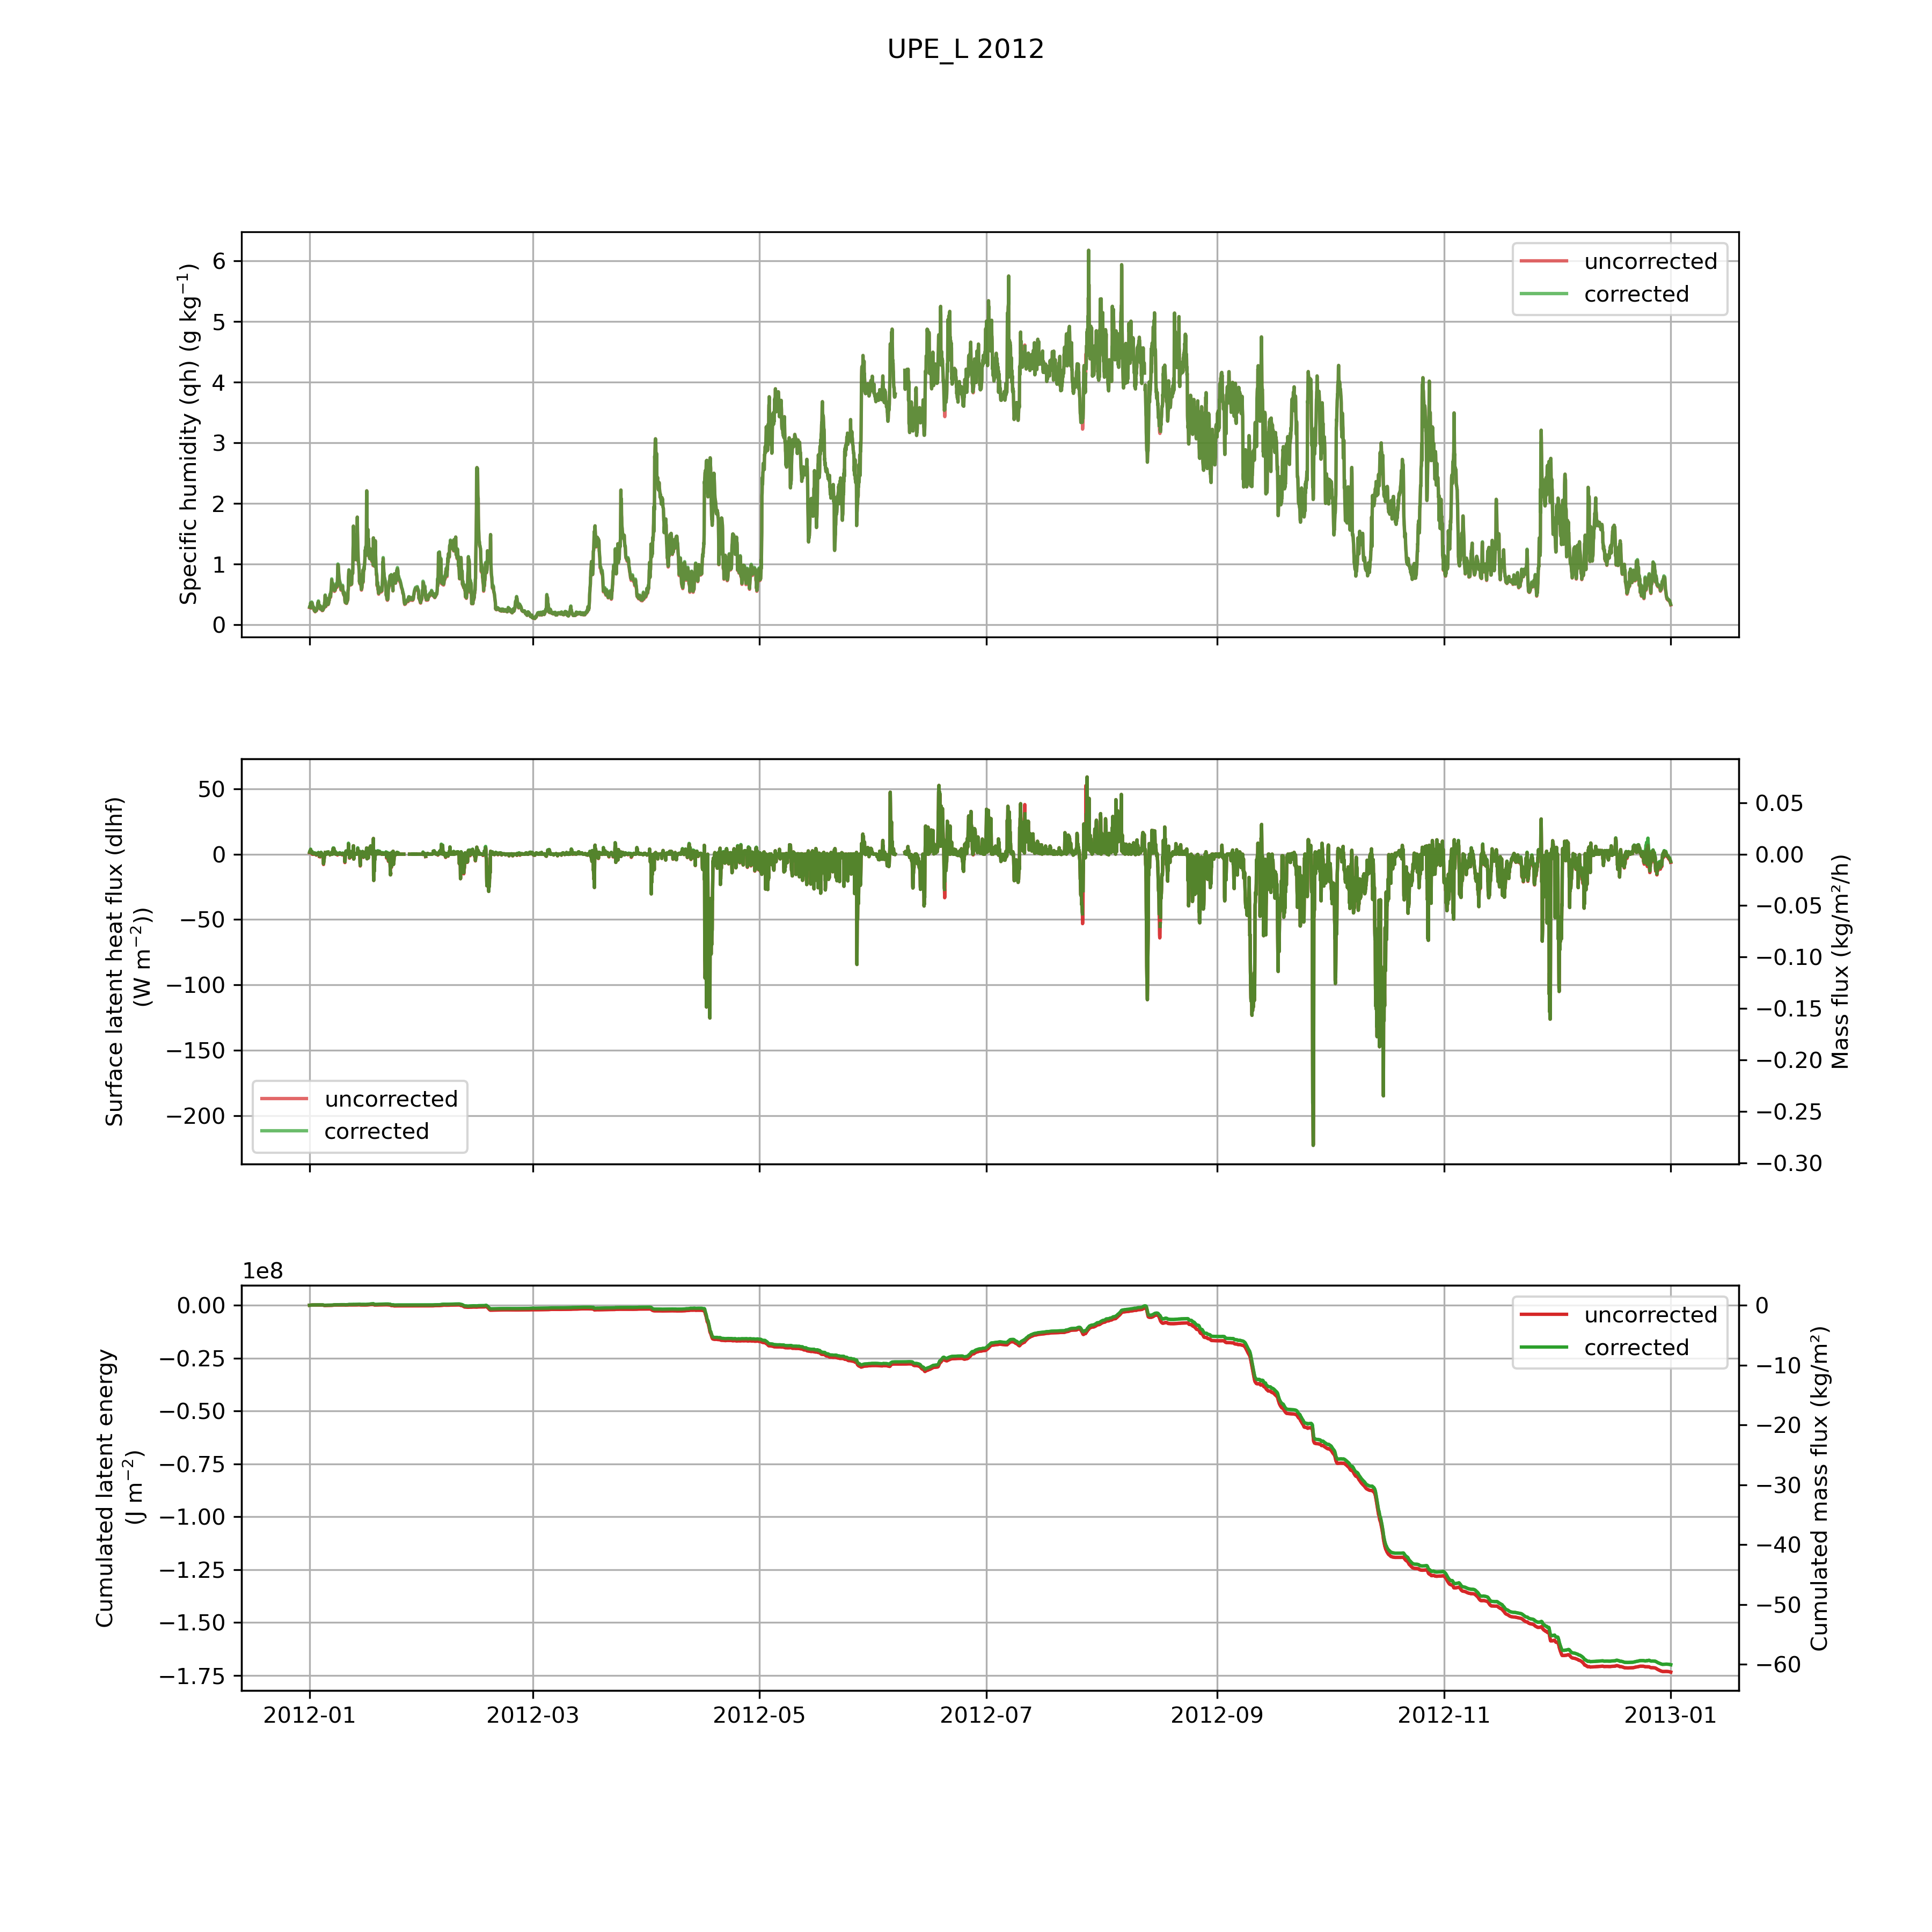 UPE_L 2012
Specific humidity (qh) (g kg⁻¹)
6
5
4
3
2
1
0
uncorrected
corrected
Surface latent heat flux (dlhf)
(W m⁻²))
50
0
−50
−100
−150
−200
uncorrected
corrected
0.05
0.00
−0.05
−0.10
−0.15
−0.20
−0.25
−0.30
Mass flux (kg/m²/h)
1e8
Cumulated latent energy
(J m⁻²)
0.00
−0.25
−0.50
−0.75
−1.00
−1.25
−1.50
−1.75
uncorrected
corrected
0
−10
−20
−30
−40
−50
−60
Cumulated mass flux (kg/m²)
2012-01 2012-03 2012-05 2012-07 2012-09 2012-11 2013-01